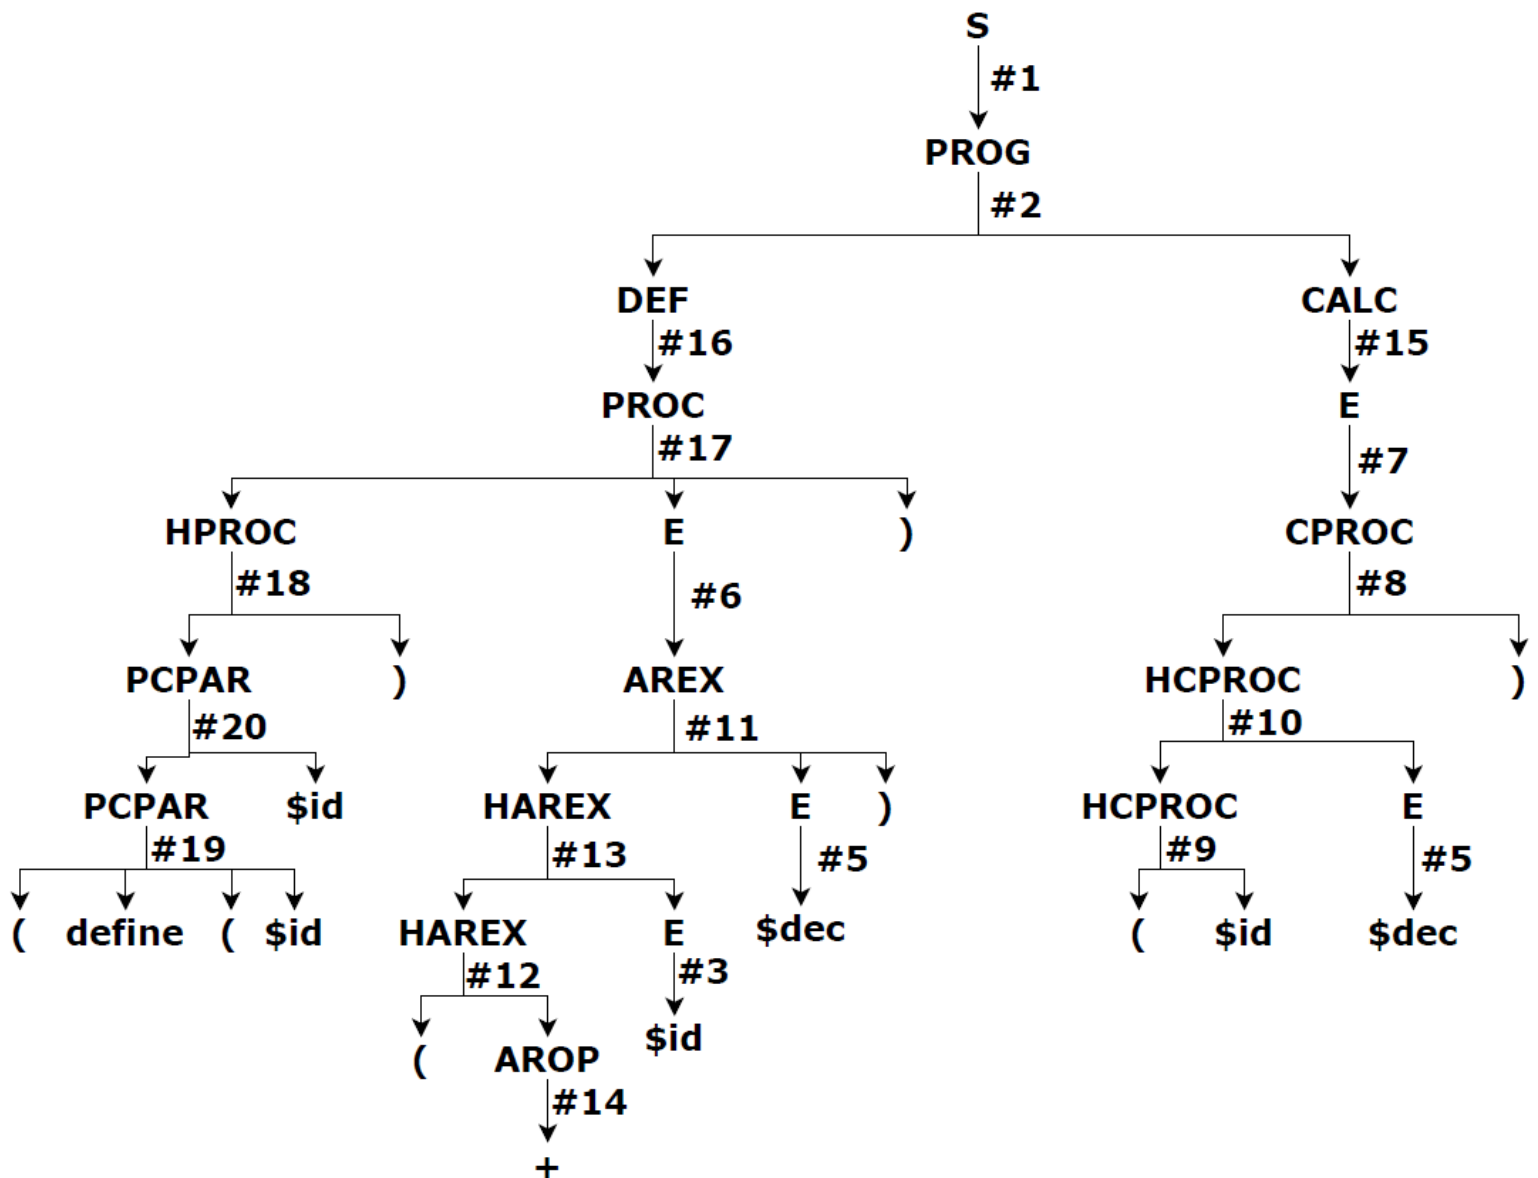 S
#1
PROG
#2
DEF CALC
#16 #15
PROC E
#17 #7
HPROC E ) CPROC
#18 #6 #8
PCPAR ) AREX HCPROC )
#20 #11 #10
PCPAR $id HAREX E ) HCPROC E
#19 #13 #5 #9 #5
( define ( $id HAREX E $dec ( $id $dec
#12 #3
( AROP $id
#14
+